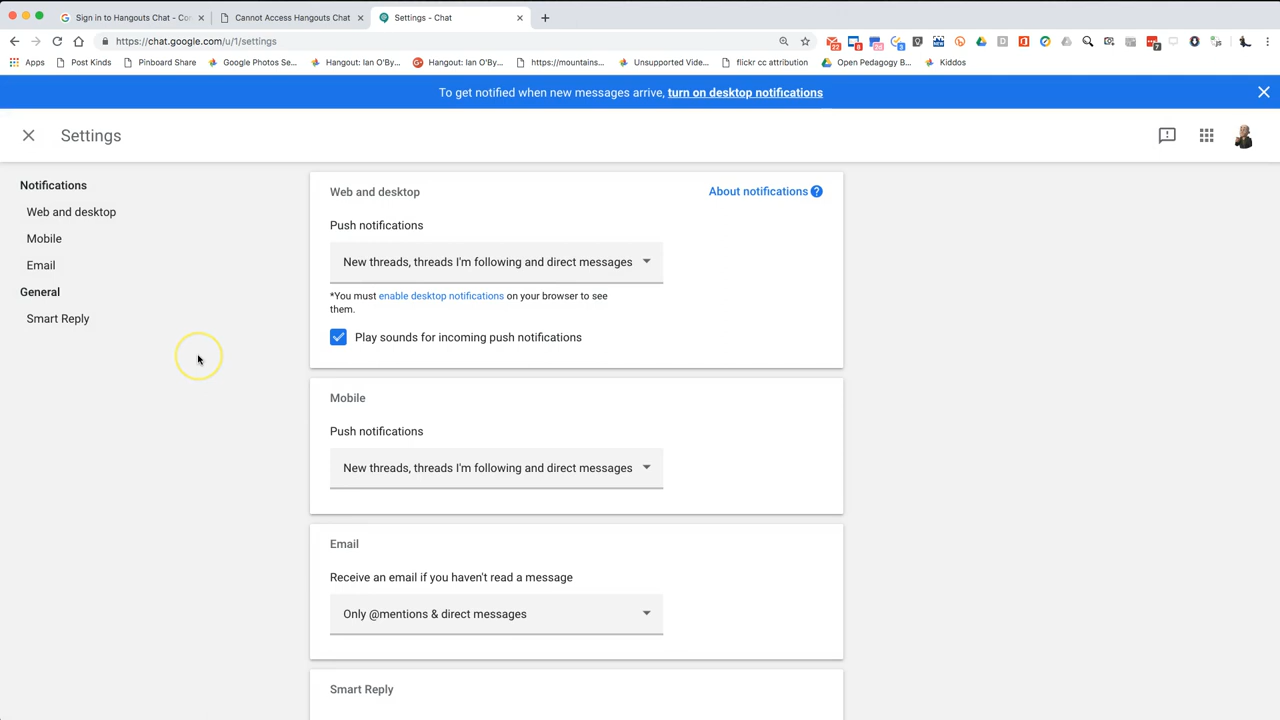 Sign in to Hangouts Chat - Co
Cannot Access Hangouts Chat
Settings - Chat
https://chat.google.com/u/1/settings
Apps
Post Kinds
Pinboard Share
Google Photos Se...
Hangout: Ian O'By...
Hangout: Ian O'By...
https://mountains...
Unsupported Vide...
flickr cc attribution
Open Pedagogy B...
Kiddos
To get notified when new messages arrive, turn on desktop notifications
Settings
Notifications
Web and desktop
Mobile
Email
General
Smart Reply
Web and desktop
About notifications ?
Push notifications
New threads, threads I'm following and direct messages
*You must enable desktop notifications on your browser to see
them.
Play sounds for incoming push notifications
Mobile
Push notifications
New threads, threads I'm following and direct messages
Email
Receive an email if you haven't read a message
Only @mentions & direct messages
Smart Reply